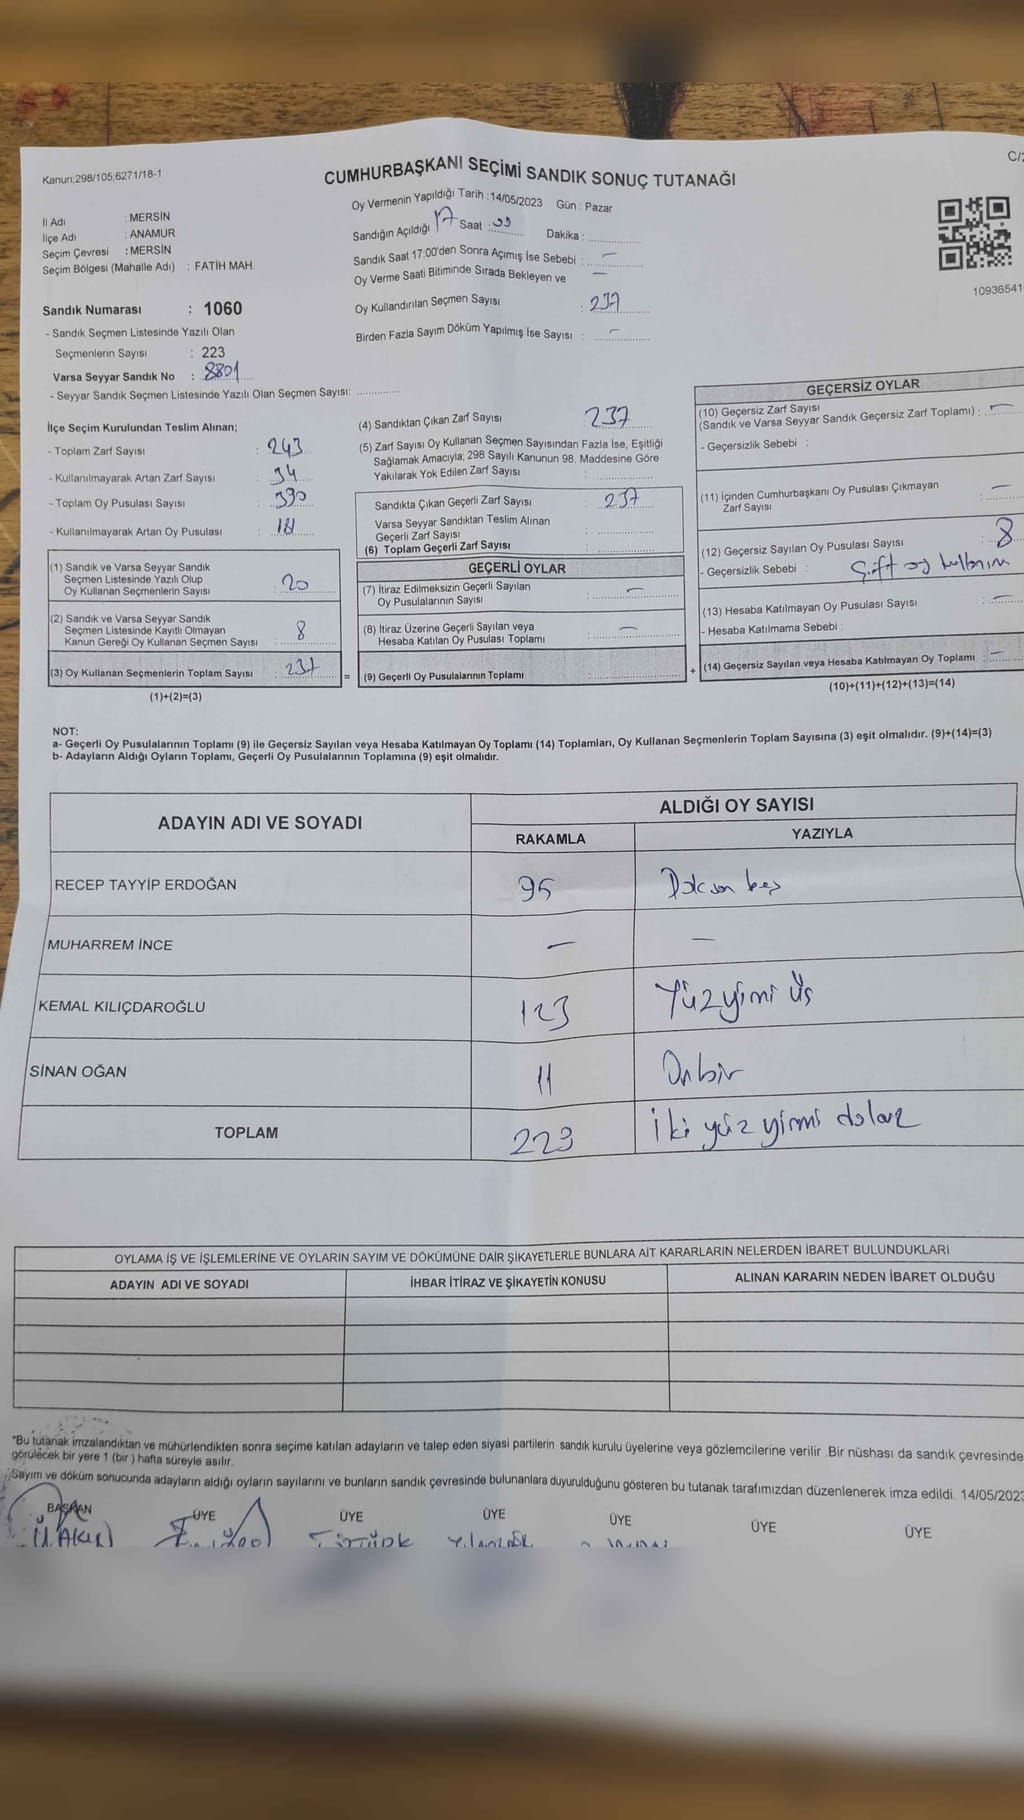 C/2
Kanun:298/105;6271/18-1
CUMHURBAŞKANI SEÇİMİ SANDIK SONUÇ TUTANAĞI
Oy Vermenin Yapıldığı Tarih :14/05/2023 Gün : Pazar
İl Adı : MERSİN
İlçe Adı : ANAMUR
Seçim Çevresi : MERSİN
Seçim Bölgesi (Mahalle Adı) : FATİH MAH.
Sandığın Açıldığı 17 Saat : Dakika :
Sandık Saat 17:00'den Sonra Açımış İse Sebebi : —
Oy Verme Saati Bitiminde Sırada Bekleyen ve —
Oy Kullandırılan Seçmen Sayısı : 237
Birden Fazla Sayım Döküm Yapılmış İse Sayısı : —
10936541
Sandık Numarası : 1060
- Sandık Seçmen Listesinde Yazılı Olan
Seçmenlerin Sayısı : 223
Varsa Seyyar Sandık No : 8801
- Seyyar Sandık Seçmen Listesinde Yazılı Olan Seçmen Sayısı:
İlçe Seçim Kurulundan Teslim Alınan;
- Toplam Zarf Sayısı : 243
- Kullanılmayarak Artan Zarf Sayısı : 34
- Toplam Oy Pusulası Sayısı : 390
- Kullanılmayarak Artan Oy Pusulası :
(1) Sandık ve Varsa Seyyar Sandık
Seçmen Listesinde Yazılı Olup
Oy Kullanan Seçmenlerin Sayısı : 20
(2) Sandık ve Varsa Seyyar Sandık
Seçmen Listesinde Kayıtlı Olmayan
Kanun Gereği Oy Kullanan Seçmen Sayısı : 8
(3) Oy Kullanan Seçmenlerin Toplam Sayısı : 237
(1)+(2)=(3)
=
(4) Sandıktan Çıkan Zarf Sayısı : 237
(5) Zarf Sayısı Oy Kullanan Seçmen Sayısından Fazla İse, Eşitliği
Sağlamak Amacıyla; 298 Sayılı Kanunun 98. Maddesine Göre
Yakılarak Yok Edilen Zarf Sayısı :
Sandıkta Çıkan Geçerli Zarf Sayısı : 237
Varsa Seyyar Sandıktan Teslim Alınan
Geçerli Zarf Sayısı :
(6) Toplam Geçerli Zarf Sayısı :
GEÇERLİ OYLAR
(7) İtiraz Edilmeksizin Geçerli Sayılan
Oy Pusulalarının Sayısı : —
(8) İtiraz Üzerine Geçerli Sayılan veya
Hesaba Katılan Oy Pusulası Toplamı : —
(9) Geçerli Oy Pusulalarının Toplamı :
+
GEÇERSİZ OYLAR
(10) Geçersiz Zarf Sayısı
(Sandık ve Varsa Seyyar Sandık Geçersiz Zarf Toplamı) : —
- Geçersizlik Sebebi :
(11) İçinden Cumhurbaşkanı Oy Pusulası Çıkmayan
Zarf Sayısı : —
(12) Geçersiz Sayılan Oy Pusulası Sayısı : 8
- Geçersizlik Sebebi : Çift oy kullanım
(13) Hesaba Katılmayan Oy Pusulası Sayısı : —
- Hesaba Katılmama Sebebi :
(14) Geçersiz Sayılan veya Hesaba Katılmayan Oy Toplamı : —
(10)+(11)+(12)+(13)=(14)
NOT:
a- Geçerli Oy Pusulalarının Toplamı (9) ile Geçersiz Sayılan veya Hesaba Katılmayan Oy Toplamı (14) Toplamları, Oy Kullanan Seçmenlerin Toplam Sayısına (3) eşit olmalıdır. (9)+(14)=(3)
b- Adayların Aldığı Oyların Toplamı, Geçerli Oy Pusulalarının Toplamına (9) eşit olmalıdır.
ADAYIN ADI VE SOYADI
ALDIĞI OY SAYISI
RAKAMLA YAZIYLA
RECEP TAYYİP ERDOĞAN 95 Doksan beş
MUHARREM İNCE — —
KEMAL KILIÇDAROĞLU 123 Yüzyirmi Üç
SİNAN OĞAN 11 Onbir
TOPLAM 229 İki yüz yirmi dokuz
OYLAMA İŞ VE İŞLEMLERİNE VE OYLARIN SAYIM VE DÖKÜMÜNE DAİR ŞİKAYETLERLE BUNLARA AİT KARARLARIN NELERDEN İBARET BULUNDUKLARI
ADAYIN ADI VE SOYADI İHBAR İTİRAZ VE ŞİKAYETİN KONUSU ALINAN KARARIN NEDEN İBARET OLDUĞU
*Bu tutanak imzalandıktan ve mühürlendikten sonra seçime katılan adayların ve talep eden siyasi partilerin sandık kurulu üyelerine veya gözlemcilerine verilir .Bir nüshası da sandık çevresinde
görülecek bir yere 1 (bir ) hafta süreyle asılır.
Sayım ve döküm sonucunda adayların aldığı oyların sayılarını ve bunların sandık çevresinde bulunanlara duyurulduğunu gösteren bu tutanak tarafımızdan düzenlenerek imza edildi. 14/05/2023
BAŞKAN ÜYE ÜYE ÜYE ÜYE ÜYE ÜYE